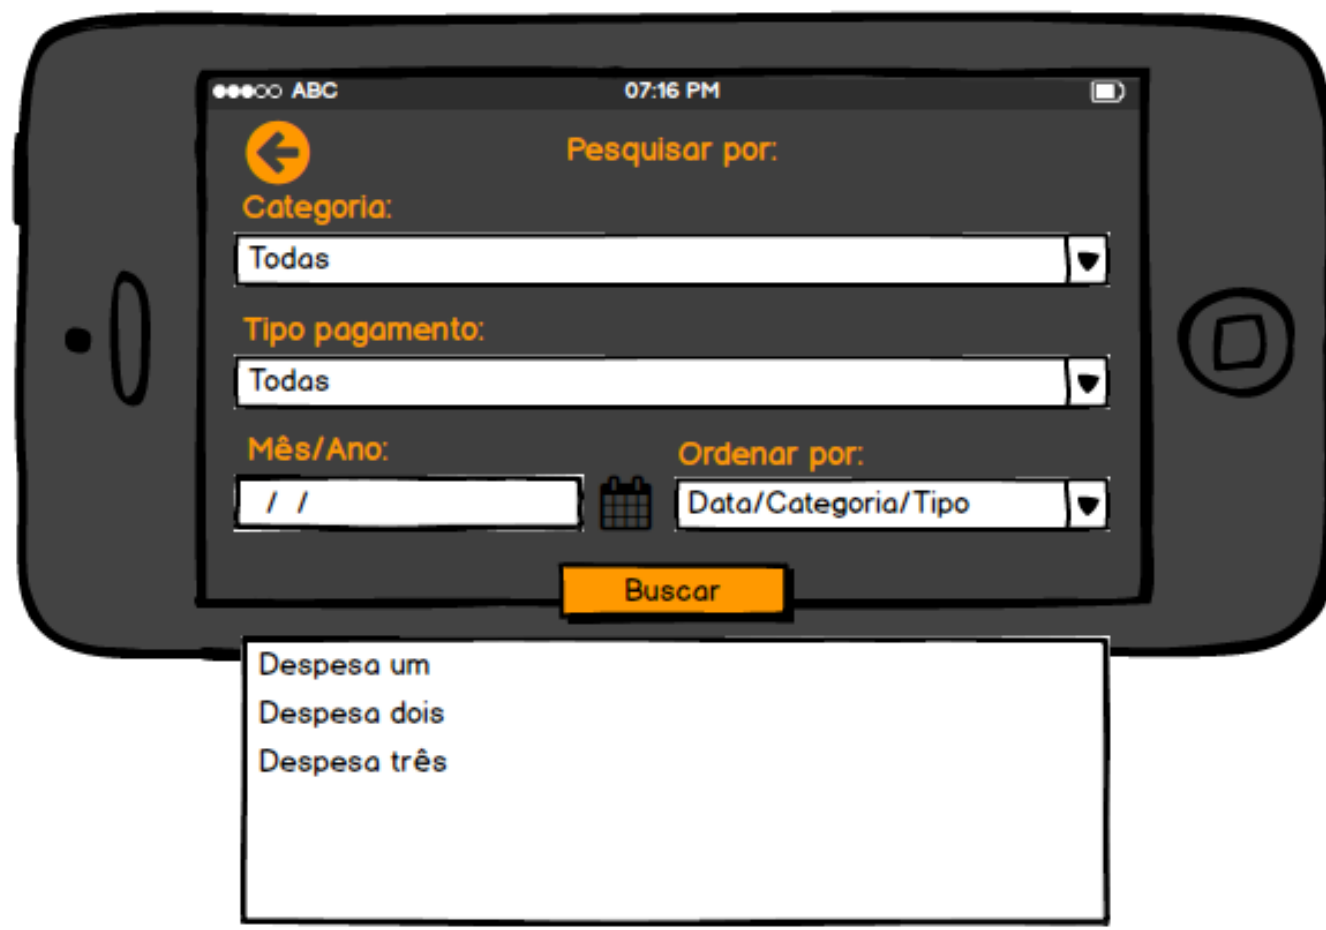 ABC 07:16 PM
Pesquisar por:
Categoria:
Todas
Tipo pagamento:
Todas
Mês/Ano: Ordenar por:
/ / Data/Categoria/Tipo
Buscar
Despesa um
Despesa dois
Despesa três